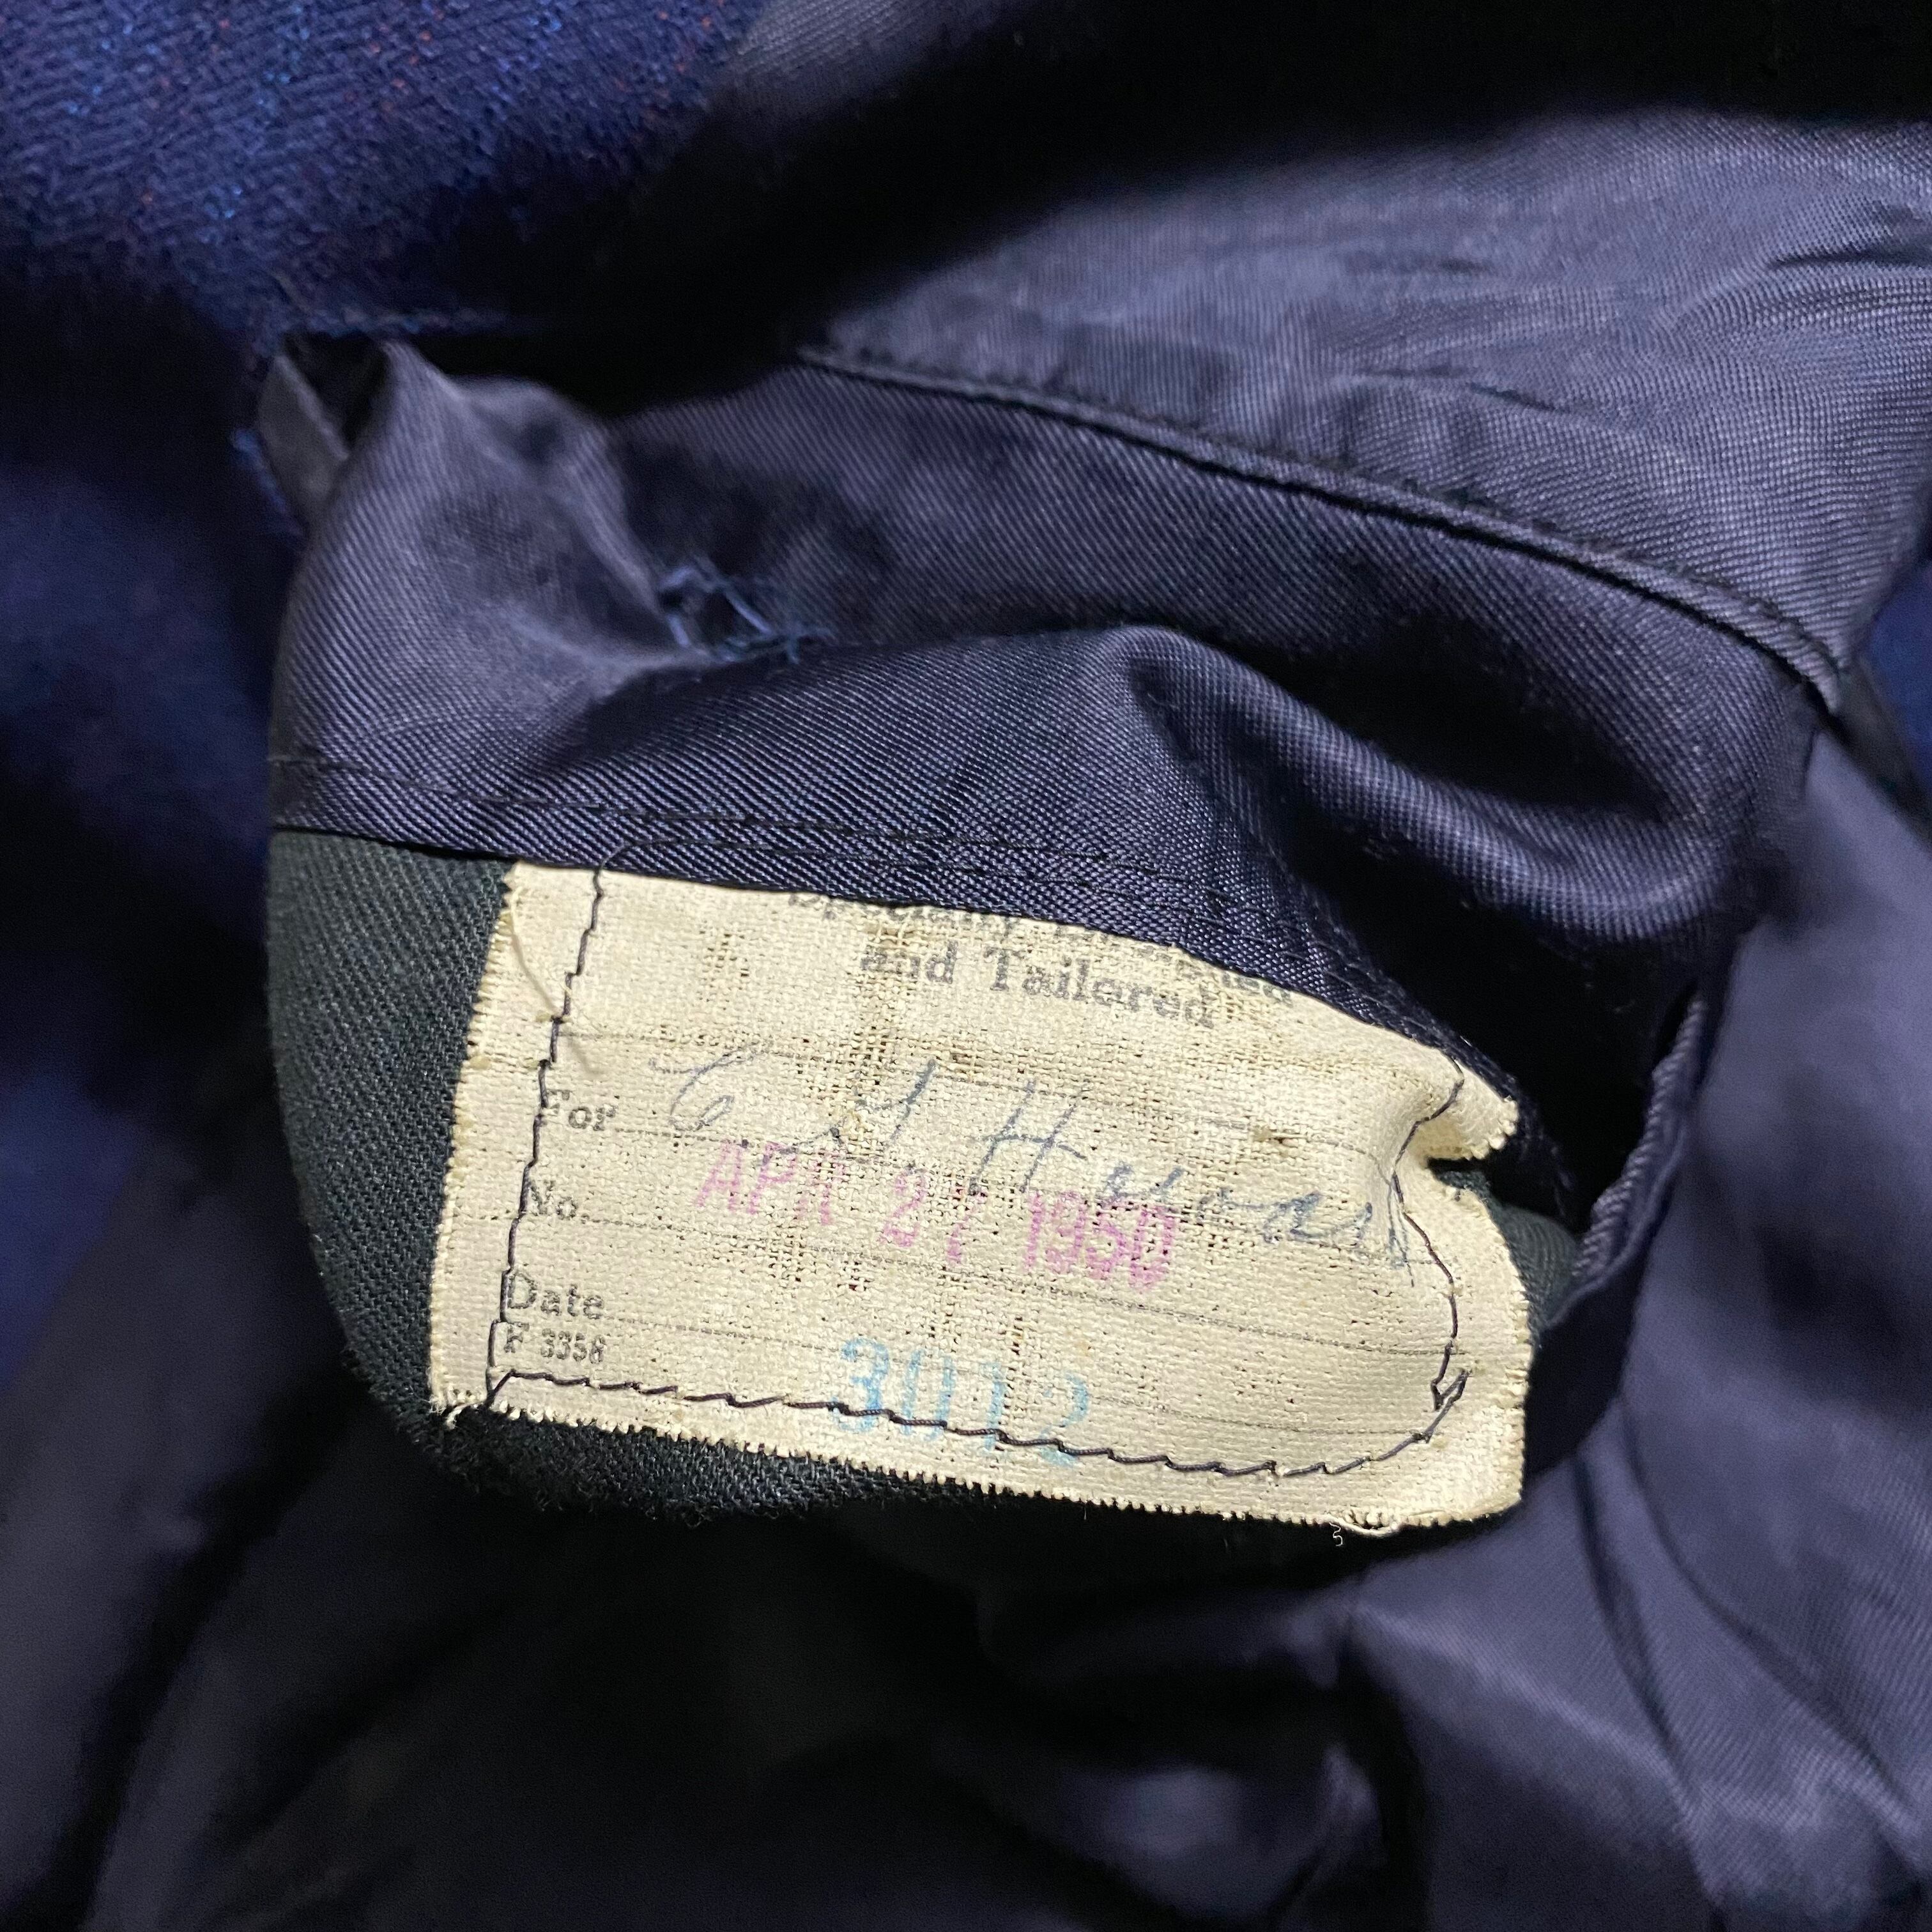 and Tailored
For C H
APR 27 1950
No.
Date
F 3358
3012